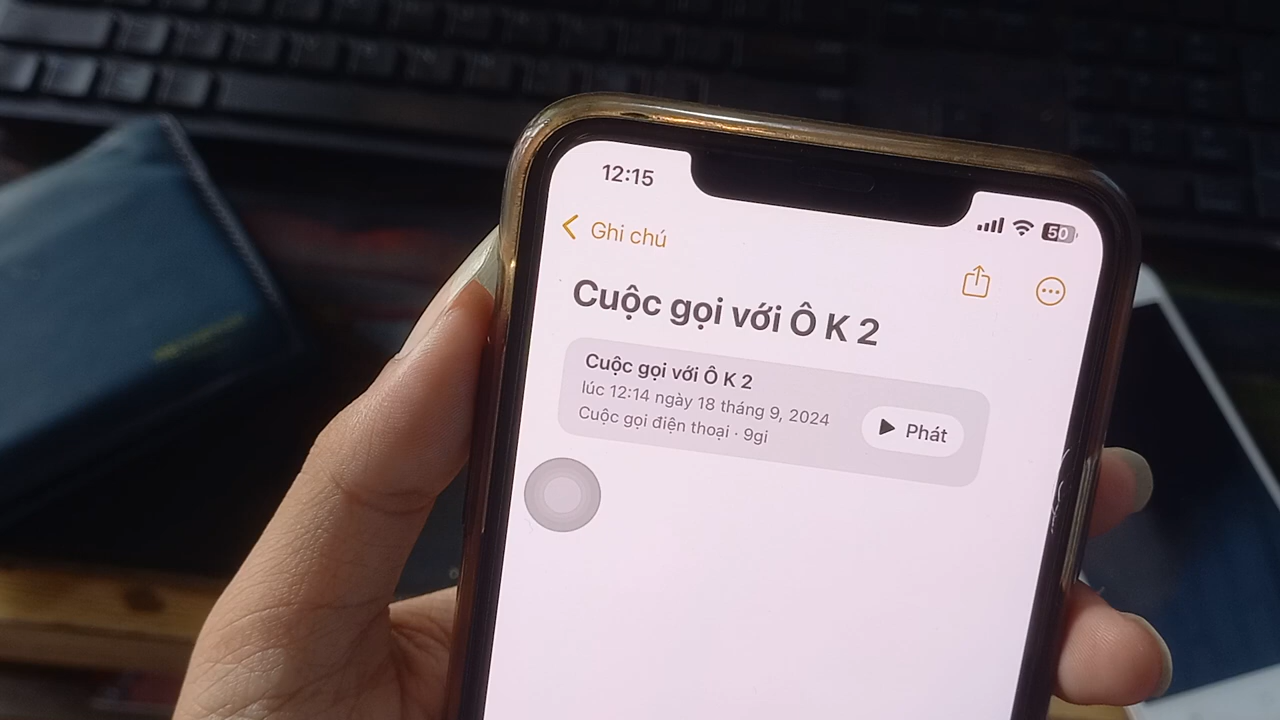 12:15
50
Ghi chú
Cuộc gọi với Ô K 2
Cuộc gọi với Ô K 2
lúc 12:14 ngày 18 tháng 9, 2024
Cuộc gọi điện thoại · 9gi
Phát